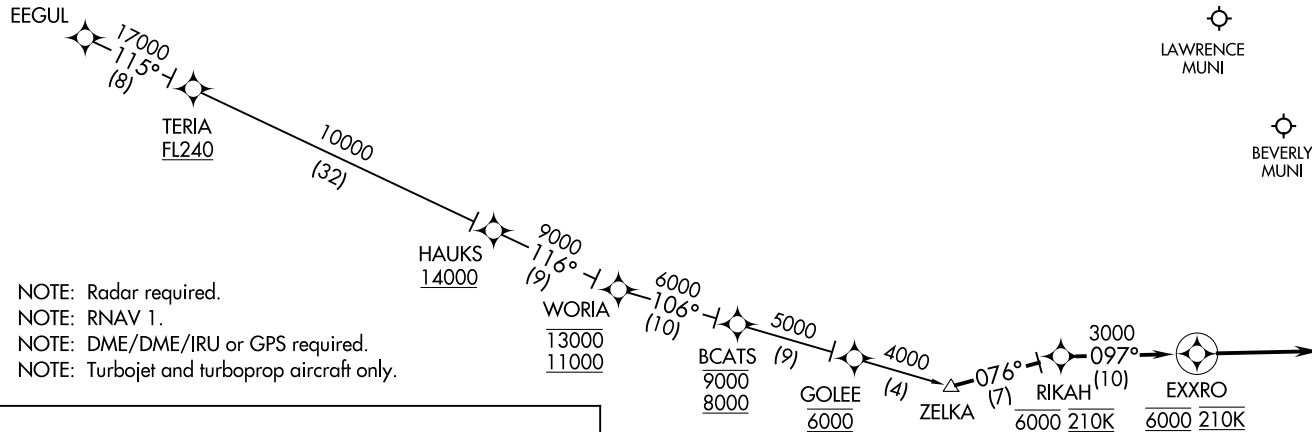 EEGUL
17000
115°
(8)
TERIA
FL240
10000
(32)
HAUKS
14000
9000
116°
(9)
WORIA
13000
11000
6000
106°
(10)
BCATS
9000
8000
5000
(9)
GOLEE
6000
4000
(4)
ZELKA
076°
(7)
RIKAH
6000 210K
3000
097°
(10)
EXXRO
6000 210K
LAWRENCE
MUNI
BEVERLY
MUNI
NOTE: Radar required.
NOTE: RNAV 1.
NOTE: DME/DME/IRU or GPS required.
NOTE: Turbojet and turboprop aircraft only.